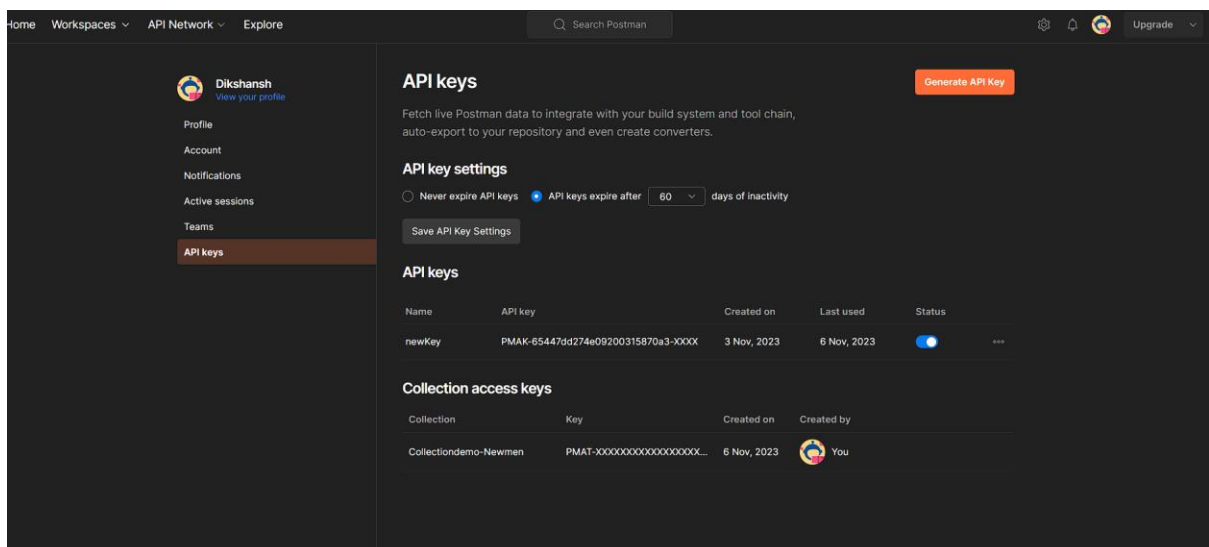 Home Workspaces API Network Explore Search Postman Upgrade
Dikshansh
View your profile
Profile
Account
Notifications
Active sessions
Teams
API keys
API keys
Generate API Key
Fetch live Postman data to integrate with your build system and tool chain,
auto-export to your repository and even create converters.
API key settings
Never expire API keys API keys expire after 60 days of inactivity
Save API Key Settings
API keys
Name API key Created on Last used Status
newKey PMAK-65447dd274e09200315870a3-XXXX 3 Nov, 2023 6 Nov, 2023
Collection access keys
Collection Key Created on Created by
Collectiondemo-Newmen PMAT-XXXXXXXXXXXXXXXXXX... 6 Nov, 2023 You